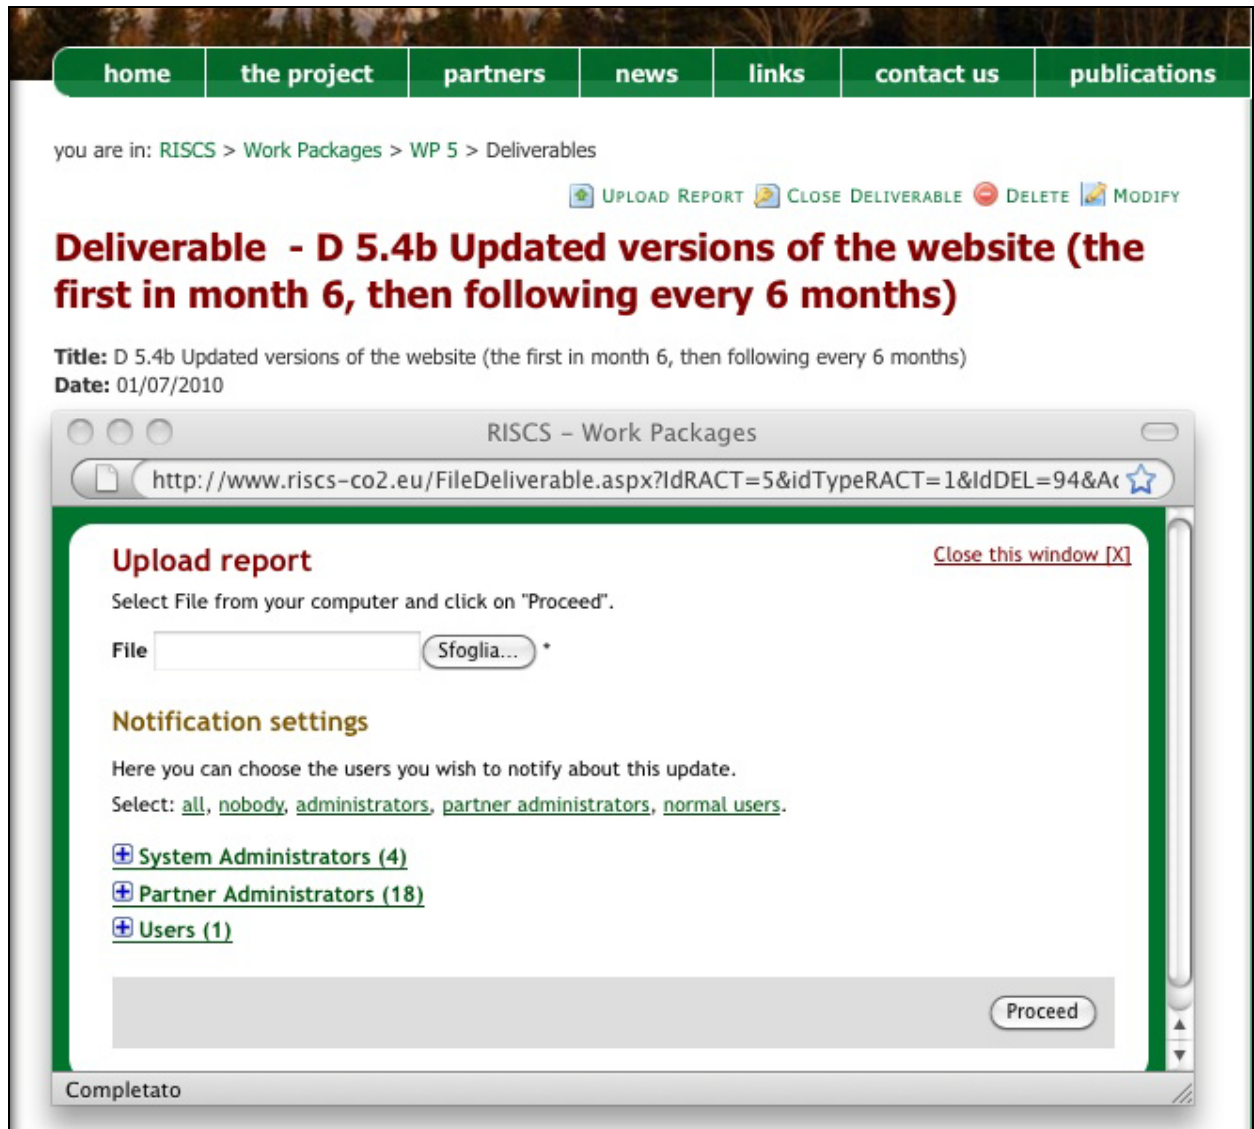 home the project partners news links contact us publications
you are in: RISCS > Work Packages > WP 5 > Deliverables
UPLOAD REPORT CLOSE DELIVERABLE DELETE MODIFY
Deliverable - D 5.4b Updated versions of the website (the
first in month 6, then following every 6 months)
Title: D 5.4b Updated versions of the website (the first in month 6, then following every 6 months)
Date: 01/07/2010
RISCS – Work Packages
http://www.riscs-co2.eu/FileDeliverable.aspx?IdRACT=5&idTypeRACT=1&IdDEL=94&Ac
Upload report
Close this window [X]
Select File from your computer and click on "Proceed".
File Sfoglia... *
Notification settings
Here you can choose the users you wish to notify about this update.
Select: all, nobody, administrators, partner administrators, normal users.
System Administrators (4)
Partner Administrators (18)
Users (1)
Proceed
Completato